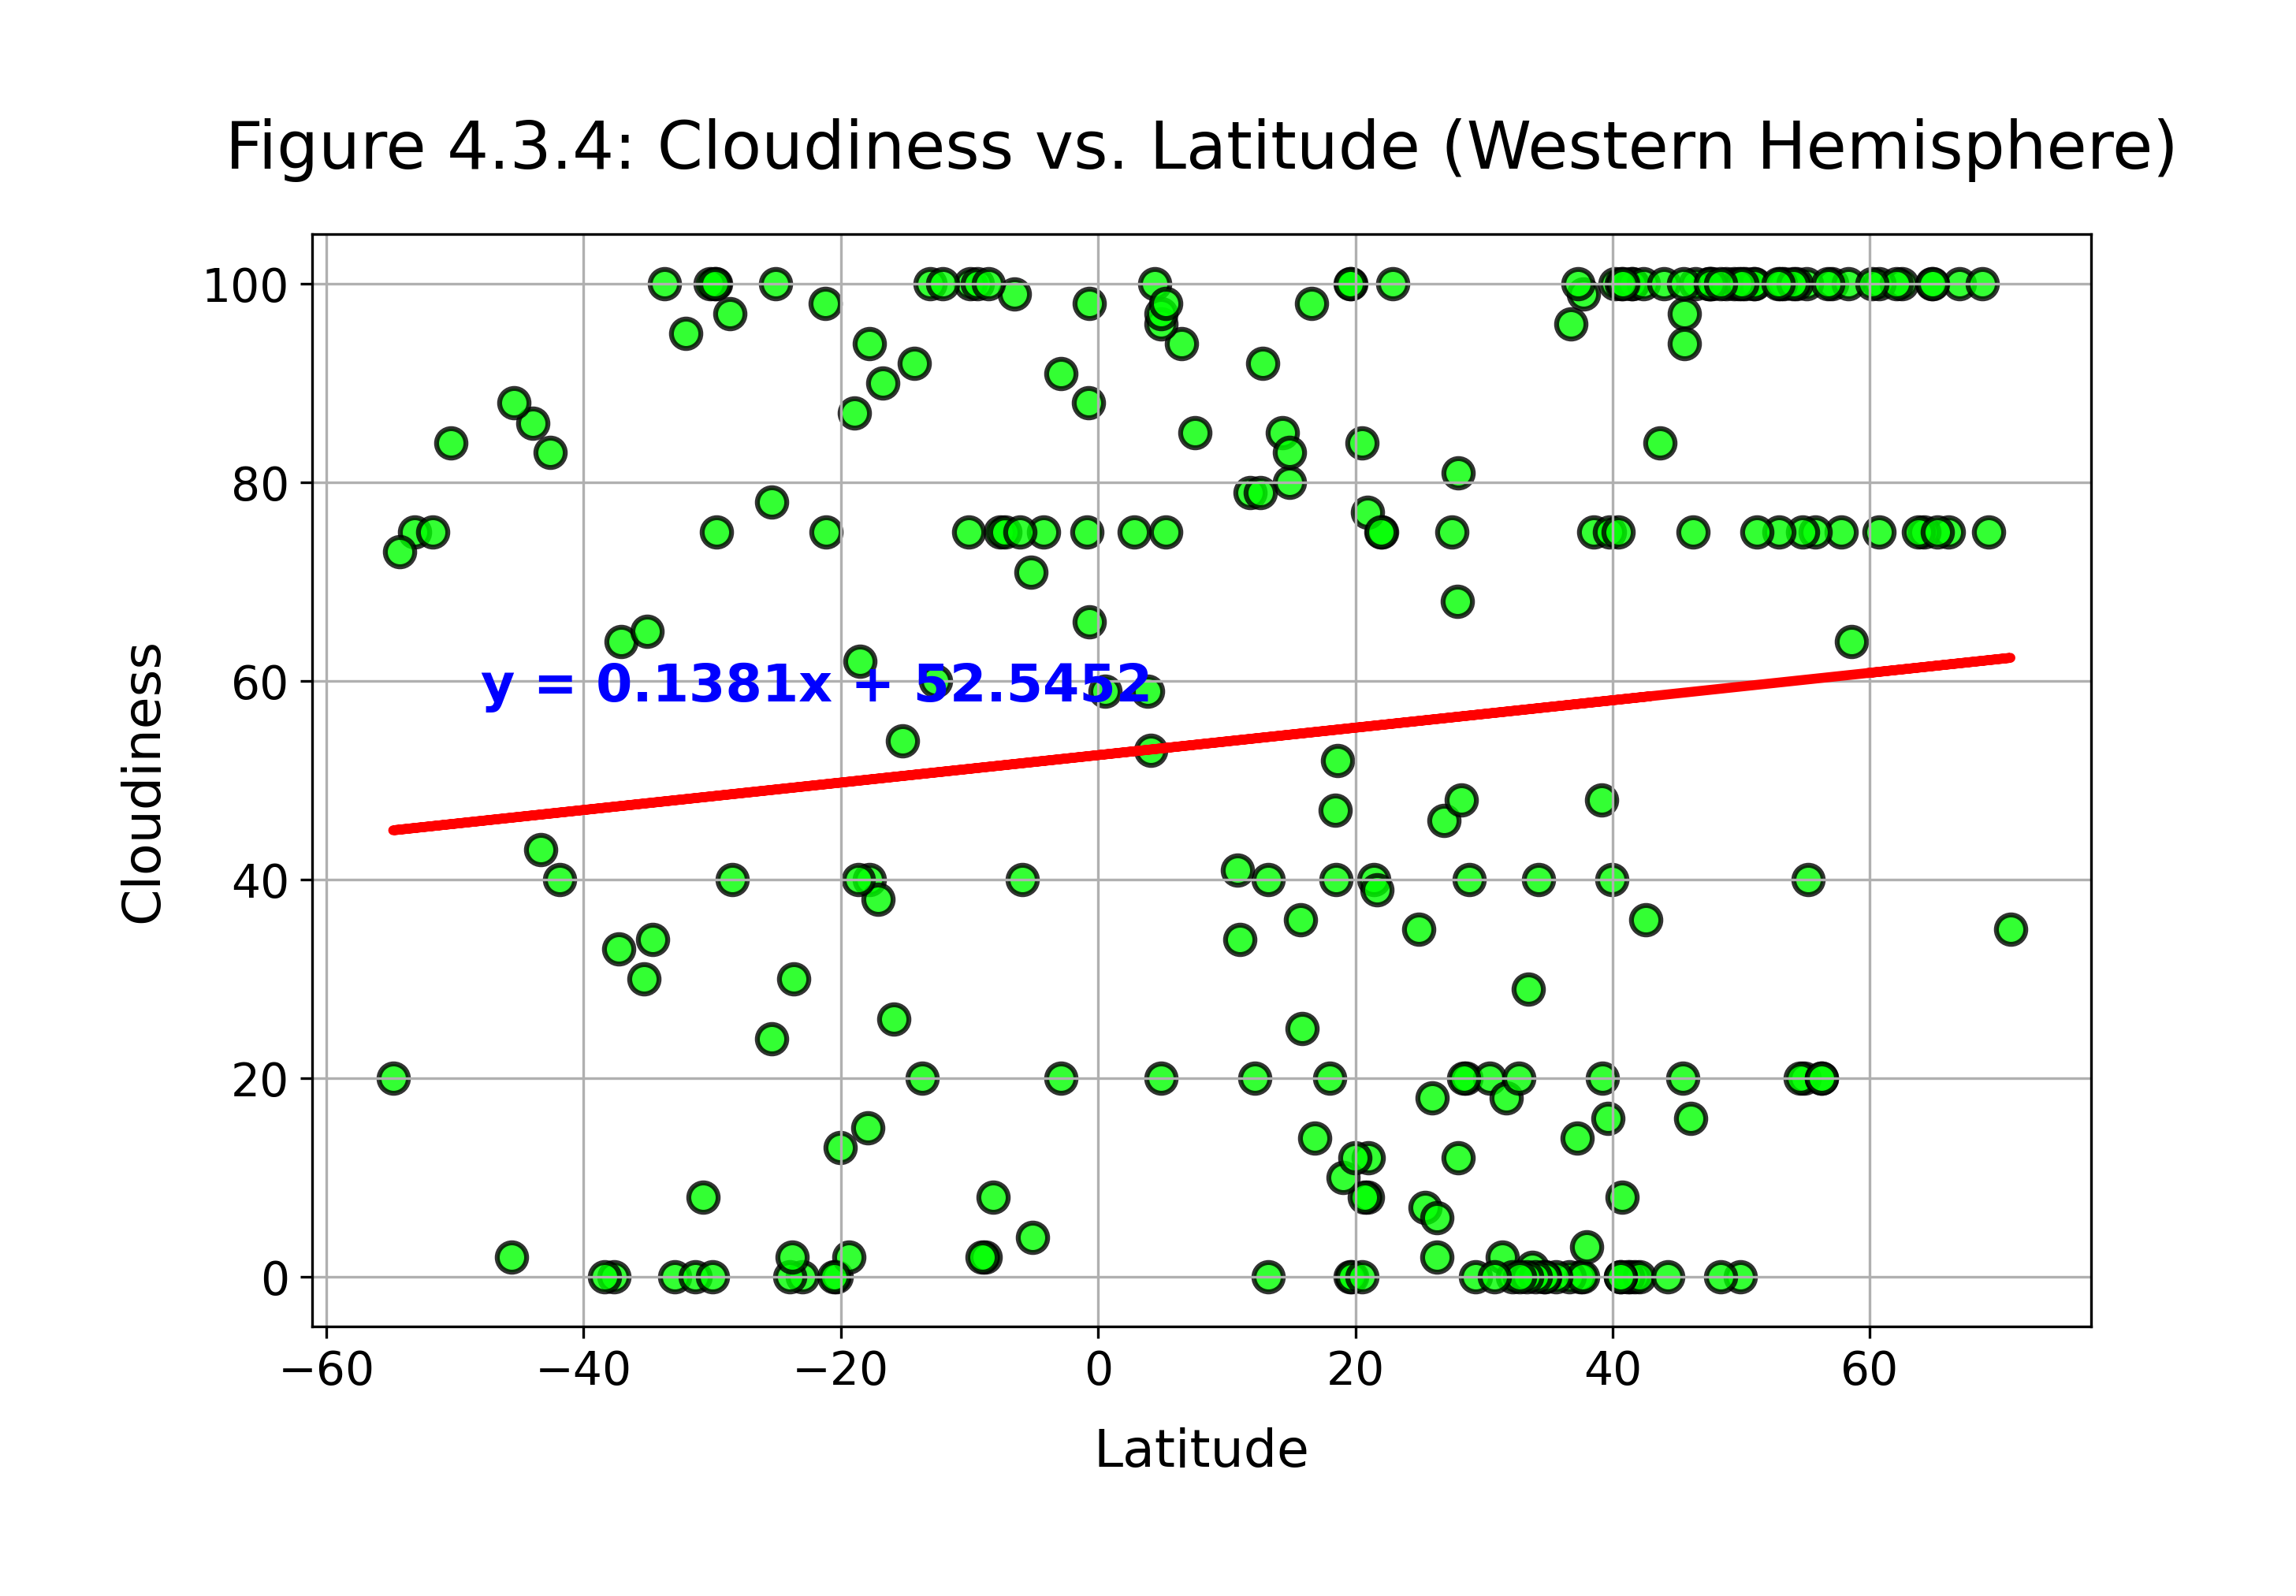 Figure 4.3.4: Cloudiness vs. Latitude (Western Hemisphere)
100
80
60
40
20
0
Cloudiness
y = 0.1381x + 52.5452
−60 −40 −20 0 20 40 60
Latitude